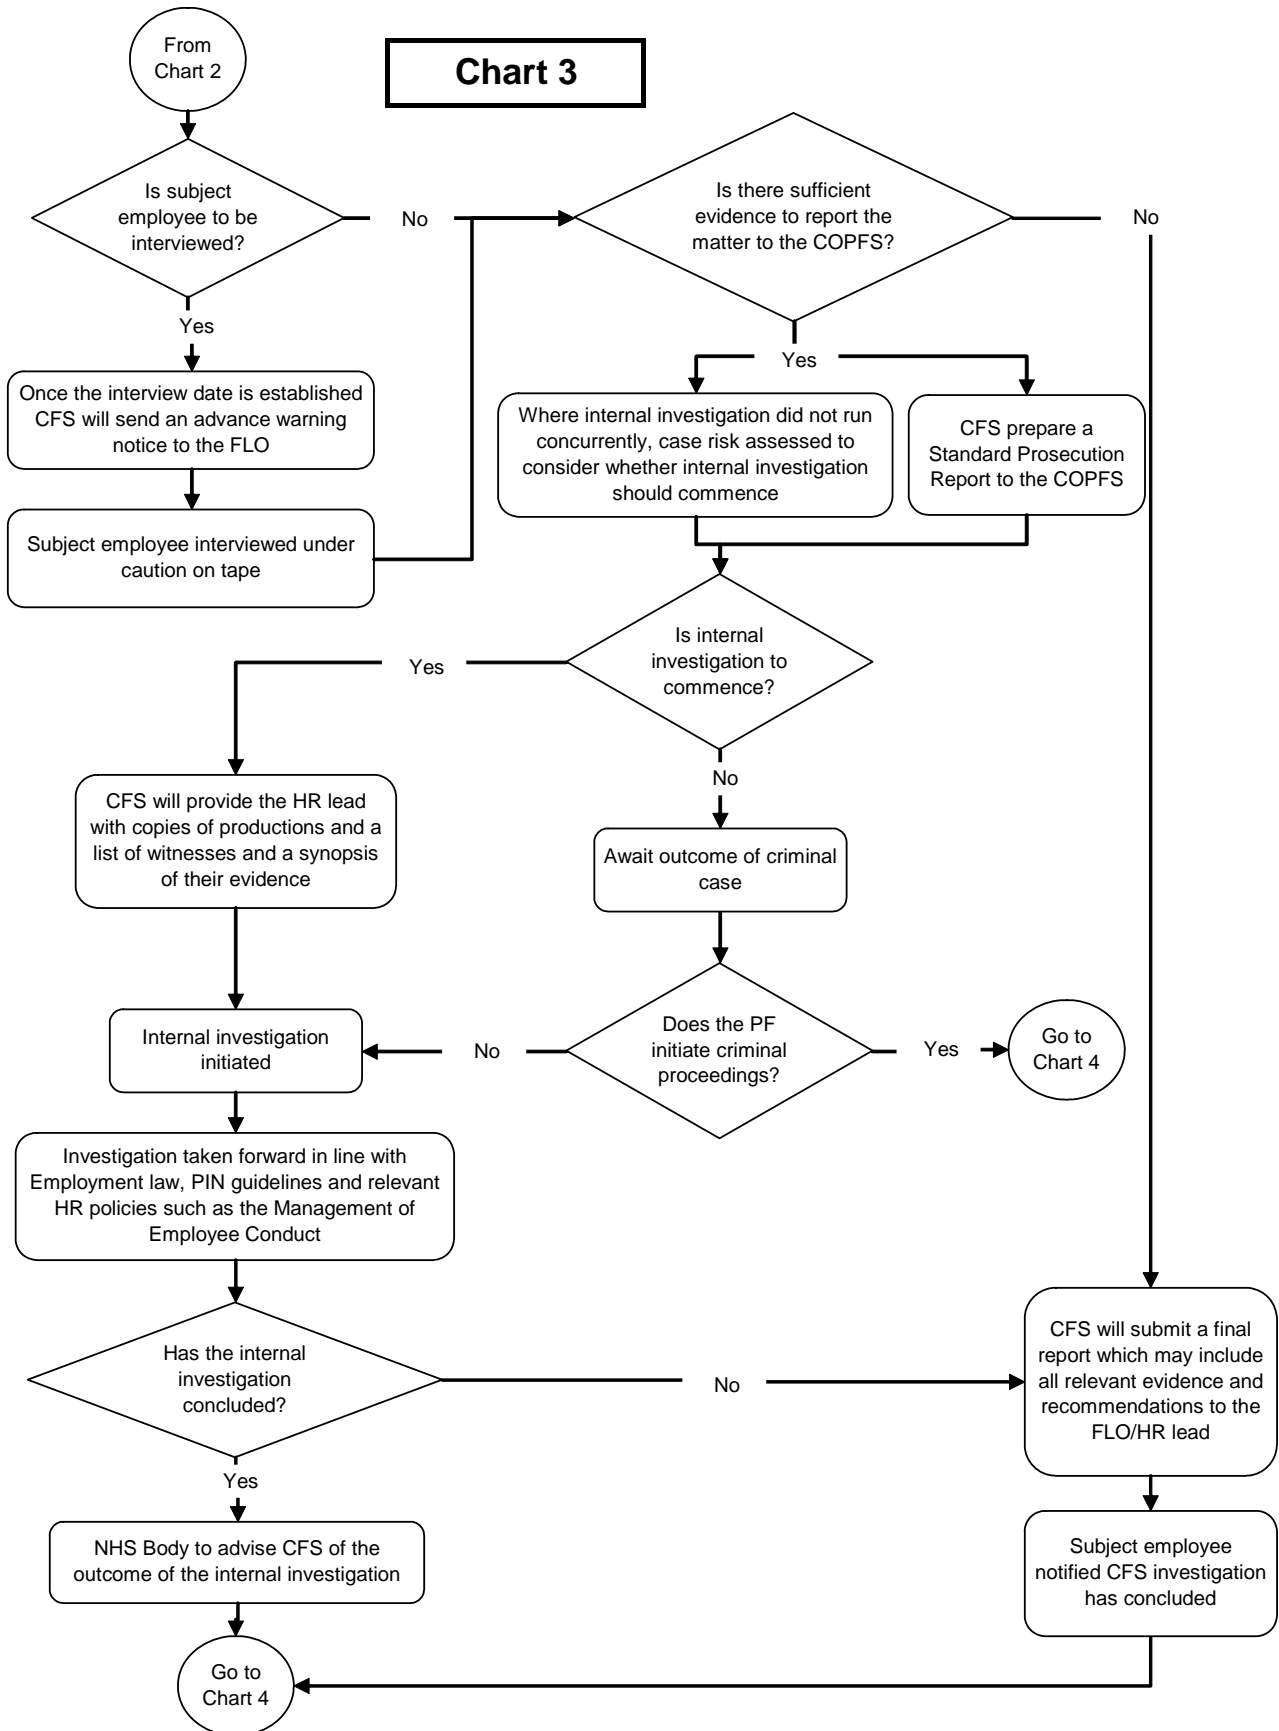 From
Chart 2
Chart 3
Is subject
employee to be
interviewed?
No
Is there sufficient
evidence to report the
matter to the COPFS?
No
Yes
Once the interview date is established
CFS will send an advance warning
notice to the FLO
Subject employee interviewed under
caution on tape
Yes
Where internal investigation did not run
concurrently, case risk assessed to
consider whether internal investigation
should commence
CFS prepare a
Standard Prosecution
Report to the COPFS
Is internal
investigation to
commence?
Yes
No
CFS will provide the HR lead
with copies of productions and a
list of witnesses and a synopsis
of their evidence
Await outcome of criminal
case
Does the PF
initiate criminal
proceedings?
No
Yes
Go to
Chart 4
Internal investigation
initiated
Investigation taken forward in line with
Employment law, PIN guidelines and relevant
HR policies such as the Management of
Employee Conduct
Has the internal
investigation
concluded?
No
CFS will submit a final
report which may include
all relevant evidence and
recommendations to the
FLO/HR lead
Yes
NHS Body to advise CFS of the
outcome of the internal investigation
Subject employee
notified CFS investigation
has concluded
Go to
Chart 4